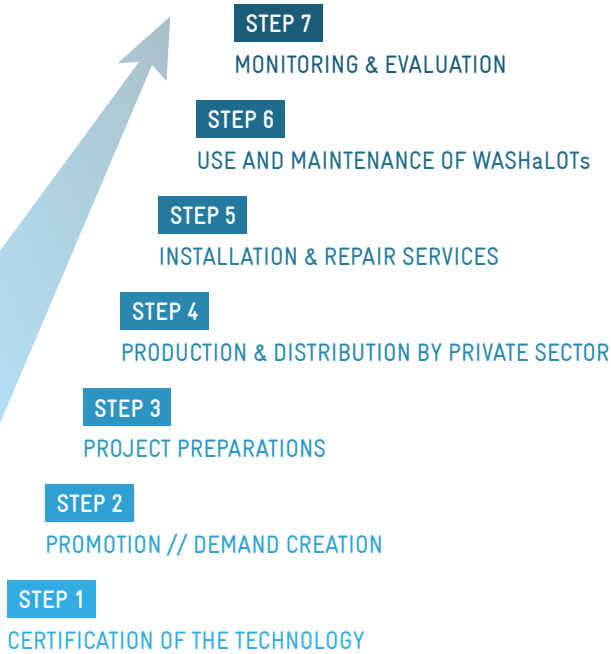 STEP 7
MONITORING & EVALUATION
STEP 6
USE AND MAINTENANCE OF WASHaLOTs
STEP 5
INSTALLATION & REPAIR SERVICES
STEP 4
PRODUCTION & DISTRIBUTION BY PRIVATE SECTOR
STEP 3
PROJECT PREPARATIONS
STEP 2
PROMOTION // DEMAND CREATION
STEP 1
CERTIFICATION OF THE TECHNOLOGY